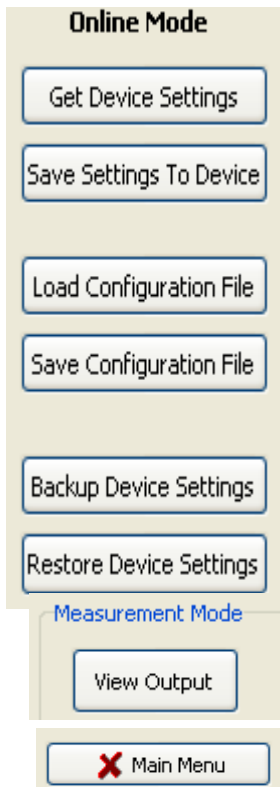 Online Mode
Get Device Settings
Save Settings To Device
Load Configuration File
Save Configuration File
Backup Device Settings
Restore Device Settings
Measurement Mode
View Output
Main Menu